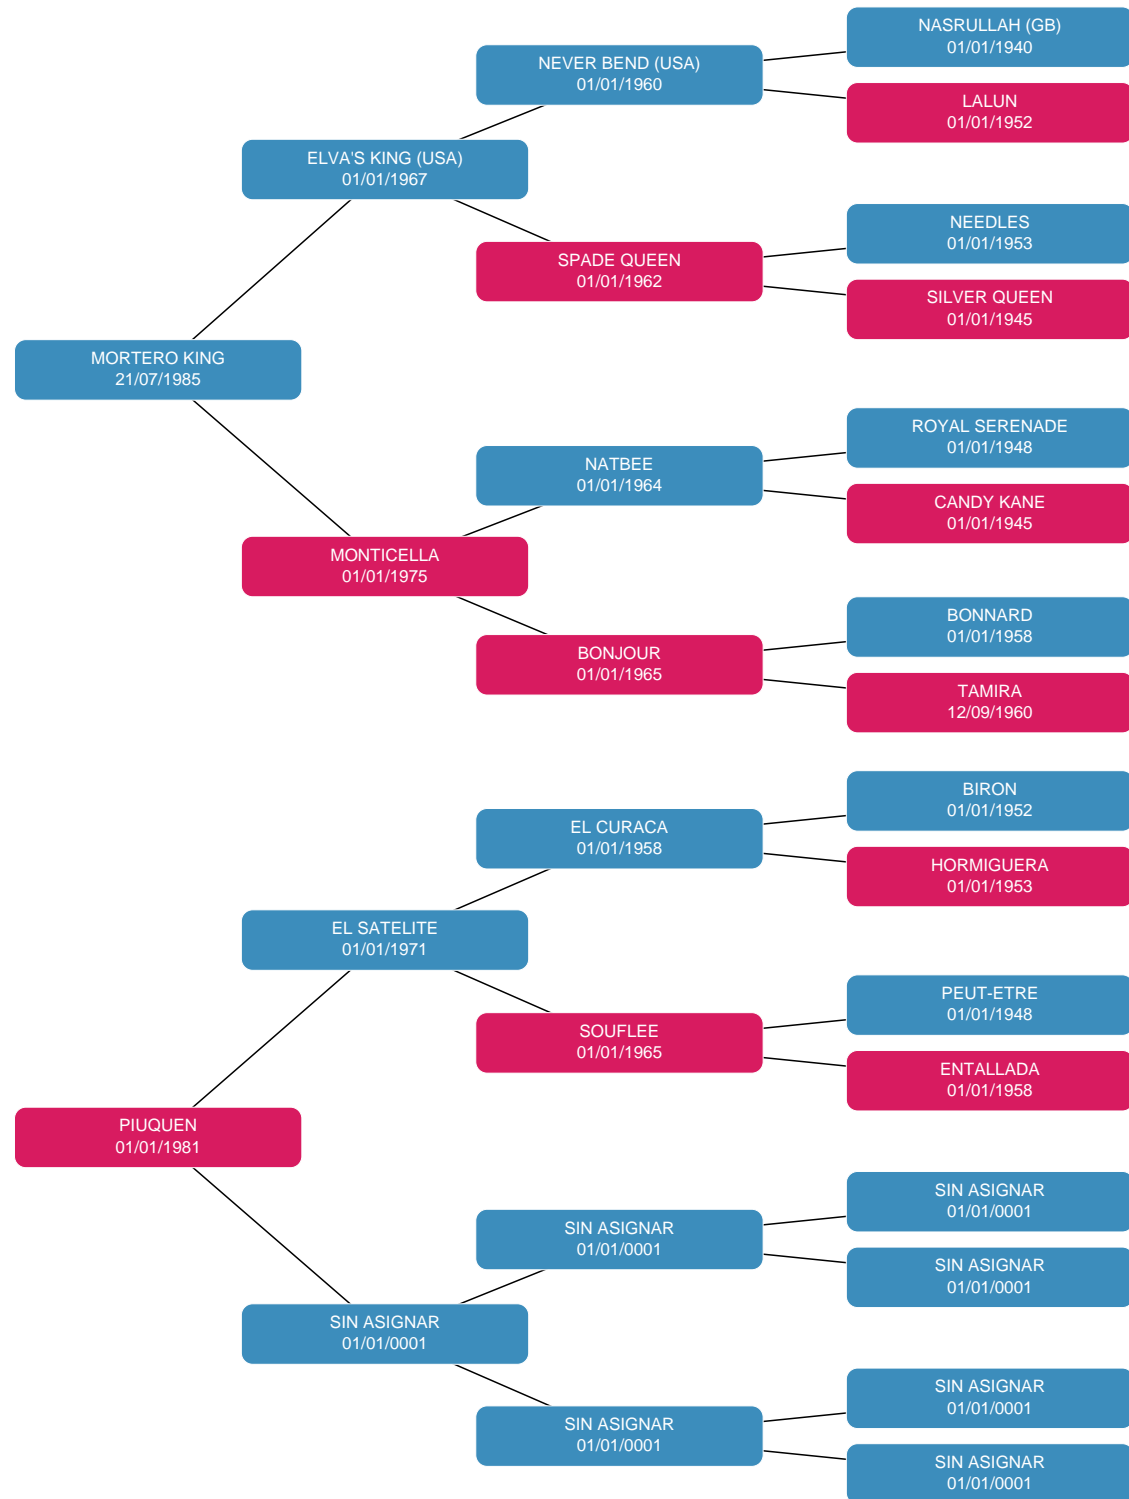 NASRULLAH (GB)
01/01/1940
NEVER BEND (USA)
01/01/1960
LALUN
01/01/1952
ELVA'S KING (USA)
01/01/1967
NEEDLES
01/01/1953
SPADE QUEEN
01/01/1962
SILVER QUEEN
01/01/1945
MORTERO KING
21/07/1985
ROYAL SERENADE
01/01/1948
NATBEE
01/01/1964
CANDY KANE
01/01/1945
MONTICELLA
01/01/1975
BONNARD
01/01/1958
BONJOUR
01/01/1965
TAMIRA
12/09/1960
BIRON
01/01/1952
EL CURACA
01/01/1958
HORMIGUERA
01/01/1953
EL SATELITE
01/01/1971
PEUT-ETRE
01/01/1948
SOUFLEE
01/01/1965
ENTALLADA
01/01/1958
PIUQUEN
01/01/1981
SIN ASIGNAR
01/01/0001
SIN ASIGNAR
01/01/0001
SIN ASIGNAR
01/01/0001
SIN ASIGNAR
01/01/0001
SIN ASIGNAR
01/01/0001
SIN ASIGNAR
01/01/0001
SIN ASIGNAR
01/01/0001